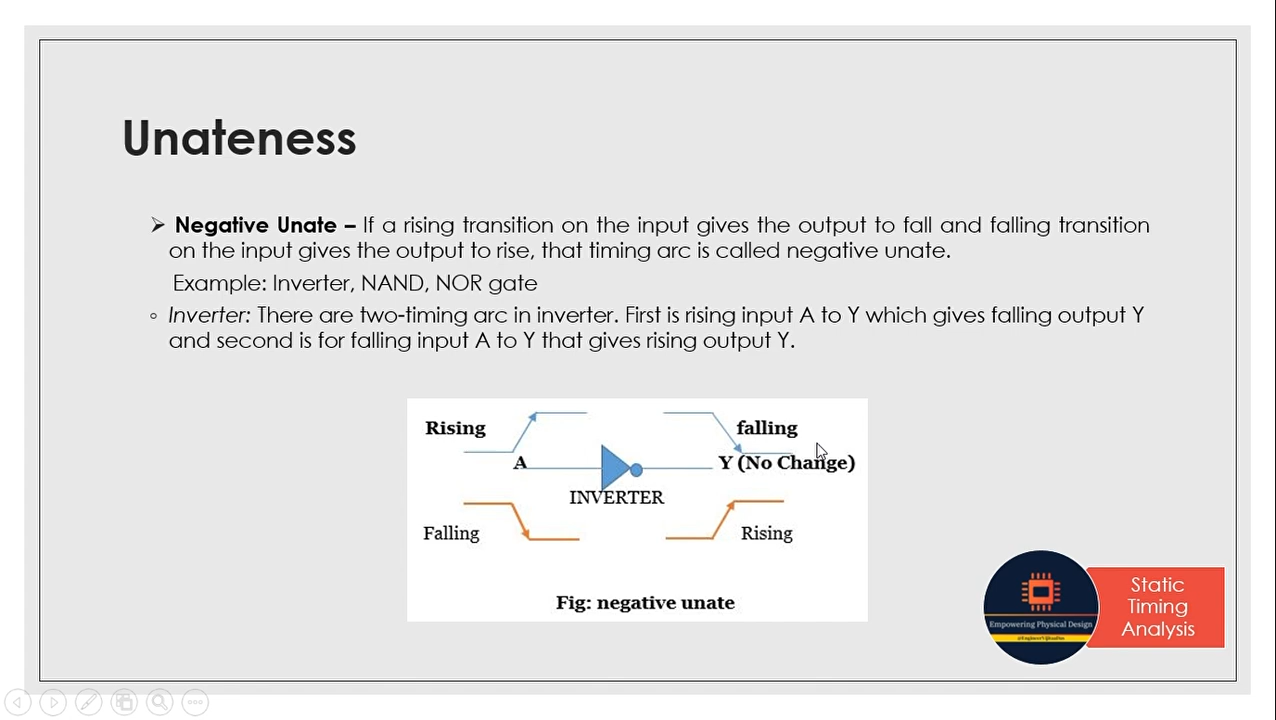 Unateness
➢ Negative Unate – If a rising transition on the input gives the output to fall and falling transition
on the input gives the output to rise, that timing arc is called negative unate.
Example: Inverter, NAND, NOR gate
◦ Inverter: There are two-timing arc in inverter. First is rising input A to Y which gives falling output Y
and second is for falling input A to Y that gives rising output Y.
Rising
falling
A
Y (No Change)
INVERTER
Falling
Rising
Fig: negative unate
Static
Timing
Analysis
Empowering Physical Design